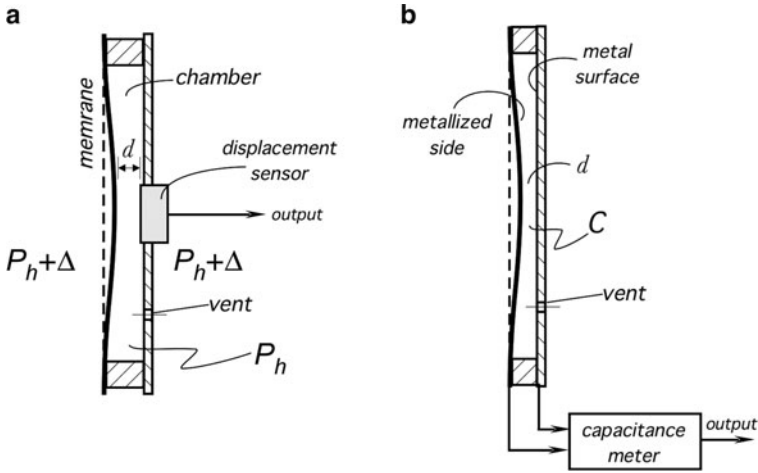 a
chamber
memrane
d
displacement
sensor
output
P_h+Δ
P_h+Δ
vent
P_h
b
metal
surface
metallized
side
d
C
vent
capacitance
meter
output